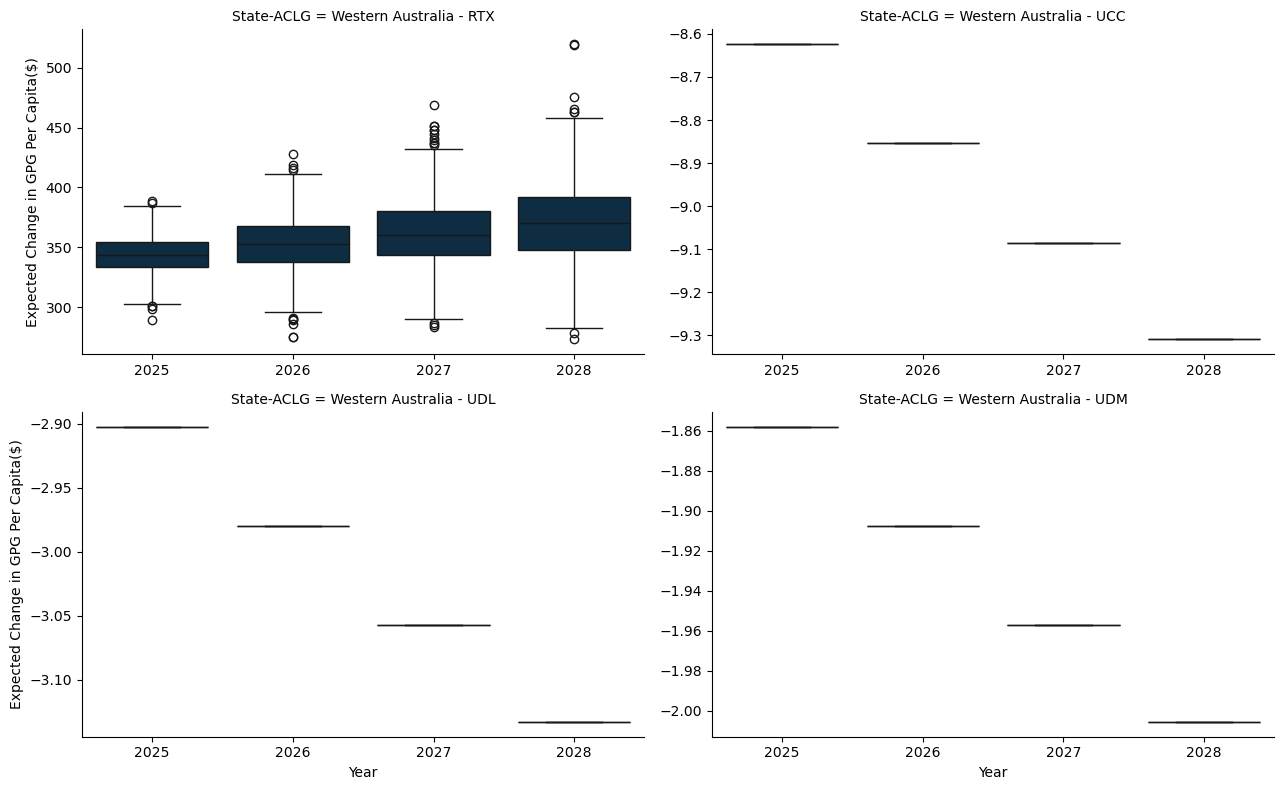 State-ACLG = Western Australia - RTX
Expected Change in GPG Per Capita($)
500
450
400
350
300
2025 2026 2027 2028
State-ACLG = Western Australia - UCC
−8.6
−8.7
−8.8
−8.9
−9.0
−9.1
−9.2
−9.3
2025 2026 2027 2028
State-ACLG = Western Australia - UDL
Expected Change in GPG Per Capita($)
−2.90
−2.95
−3.00
−3.05
−3.10
2025 2026 2027 2028
Year
State-ACLG = Western Australia - UDM
−1.86
−1.88
−1.90
−1.92
−1.94
−1.96
−1.98
−2.00
2025 2026 2027 2028
Year